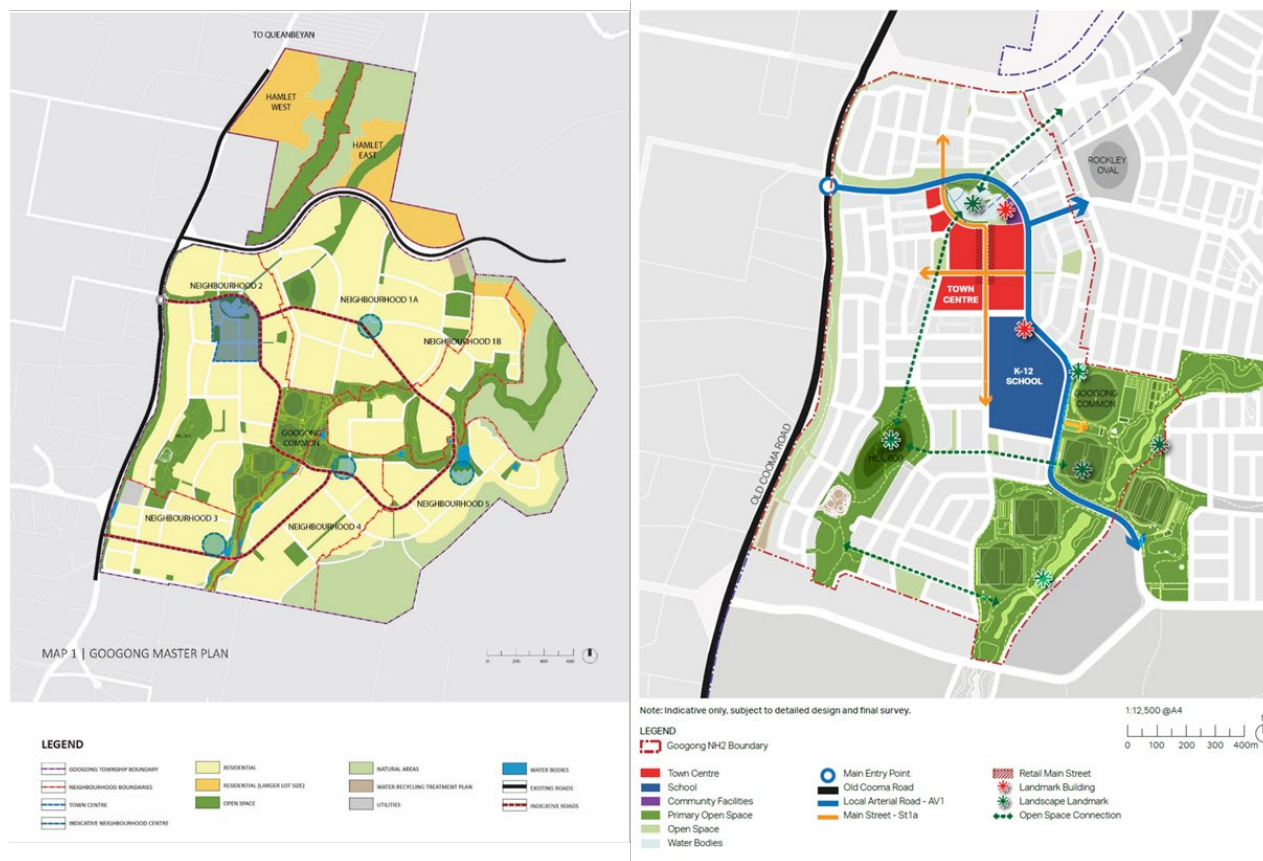 TO QUEANBEYAN
HAMLET
WEST
HAMLET
EAST
NEIGHBOURHOOD 2
NEIGHBOURHOOD 1A
NEIGHBOURHOOD 1B
GOOGONG
COMMON
NEIGHBOURHOOD 5
NEIGHBOURHOOD 3
NEIGHBOURHOOD 4
MAP 1 | GOOGONG MASTER PLAN
0 200 400 600
LEGEND
GOOGONG TOWNSHIP BOUNDARY
NEIGHBOURHOOD BOUNDARIES
TOWN CENTRE
INDICATIVE NEIGHBOURHOOD CENTRE
RESIDENTIAL
RESIDENTIAL (LARGER LOT SIZE)
OPEN SPACE
NATURAL AREAS
WATER RECYCLING TREATMENT PLAN
UTILITIES
WATER BODIES
EXISTING ROADS
INDICATIVE ROADS
ROCKLEY
OVAL
TOWN
CENTRE
K-12
SCHOOL
GOOGONG
COMMON
HILL 800
OLD COOMA ROAD
Note: Indicative only, subject to detailed design and final survey.
1:12,500 @A4
0 100 200 300 400m
LEGEND
Googong NH2 Boundary
Town Centre
School
Community Facilities
Primary Open Space
Open Space
Water Bodies
Main Entry Point
Old Cooma Road
Local Arterial Road - AV1
Main Street - St1a
Retail Main Street
Landmark Building
Landscape Landmark
Open Space Connection